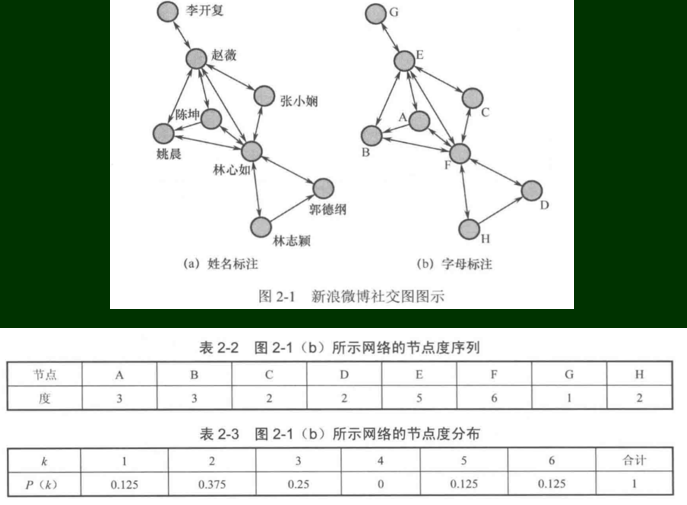 李开复
赵薇
张小娴
陈坤
姚晨
林心如
郭德纲
林志颖
(a) 姓名标注
G
E
C
A
B
F
D
H
(b) 字母标注
图 2-1 新浪微博社交图图示
表 2-2 图 2-1（b）所示网络的节点度序列
节点 A B C D E F G H
度 3 3 2 2 5 6 1 2
表 2-3 图 2-1（b）所示网络的节点度分布
k 1 2 3 4 5 6 合计
P（k） 0.125 0.375 0.25 0 0.125 0.125 1